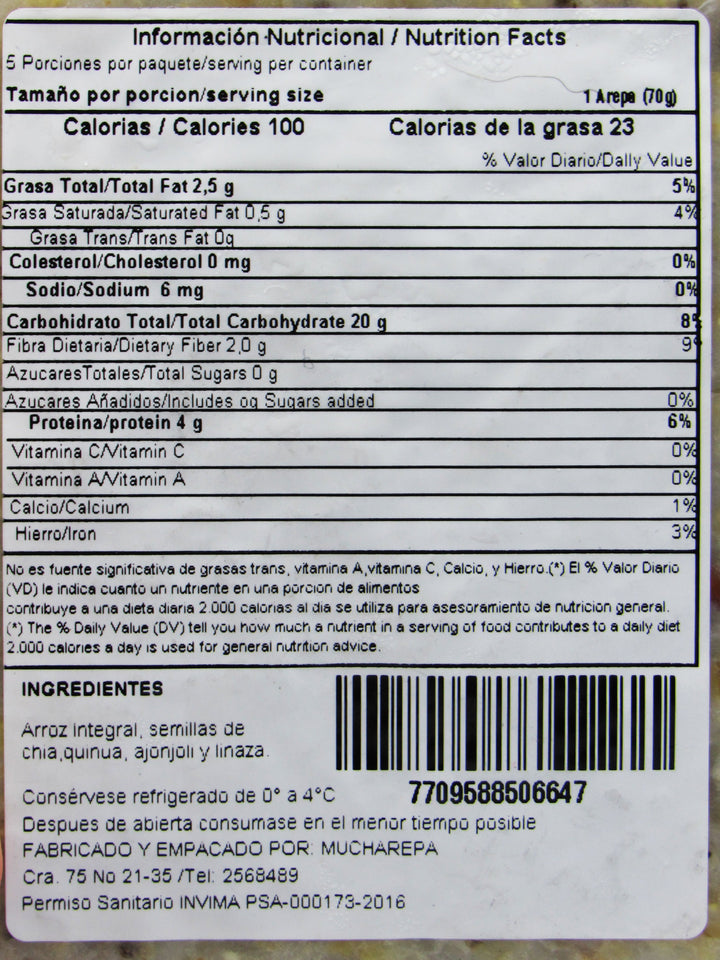 Información Nutricional / Nutrition Facts
5 Porciones por paquete/serving per container
Tamaño por porcion/serving size 1 Arepa (70g)
Calorias / Calories 100 Calorias de la grasa 23
% Valor Diario/Dally Value
Grasa Total/Total Fat 2,5 g 5%
Grasa Saturada/Saturated Fat 0,5 g 4%
Grasa Trans/Trans Fat 0g
Colesterol/Cholesterol 0 mg 0%
Sodio/Sodium 6 mg 0%
Carbohidrato Total/Total Carbohydrate 20 g 8%
Fibra Dietaria/Dietary Fiber 2,0 g 9%
AzucaresTotales/Total Sugars 0 g
Azucares Añadidos/Includes og Sugars added 0%
Proteina/protein 4 g 6%
Vitamina C/Vitamin C 0%
Vitamina A/Vitamin A 0%
Calcio/Calcium 1%
Hierro/Iron 3%
No es fuente significativa de grasas trans, vitamina A,vitamina C, Calcio, y Hierro.(*) El % Valor Diario
(VD) le indica cuanto un nutriente en una porcion de alimentos
contribuye a una dieta diaria 2.000 calorias al dia se utiliza para asesoramiento de nutricion general.
(*) The % Daily Value (DV) tell you how much a nutrient in a serving of food contributes to a daily diet
2.000 calories a day is used for general nutrition advice.
INGREDIENTES
Arroz integral, semillas de
chia,quinua, ajonjoli y linaza.
7709588506647
Consérvese refrigerado de 0° a 4°C
Despues de abierta consumase en el menor tiempo posible
FABRICADO Y EMPACADO POR: MUCHAREPA
Cra. 75 No 21-35 /Tel: 2568489
Permiso Sanitario INVIMA PSA-000173-2016